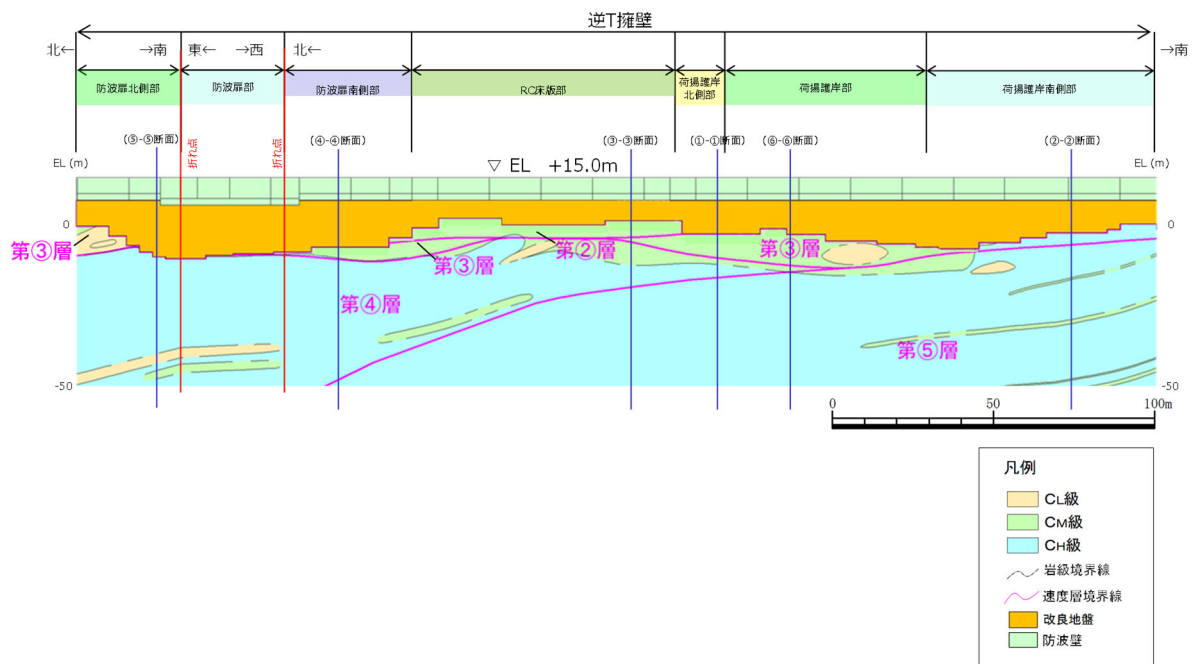 逆T擁壁
北← →南 東← →西 北← →南
防波扉北側部 防波扉部 防波扉南側部 RC床版部 荷揚護岸北側部 荷揚護岸部 荷揚護岸南側部
(⑤-⑤断面) (④-④断面) (③-③断面) (①-①断面) (⑥-⑥断面) (②-②断面)
折れ点 折れ点
EL (m) EL (m)
▽ EL +15.0m
0 0
第③層 第③層 第②層 第③層
第④層
第⑤層
-50 -50
0 50 100m
凡例
CL級
CM級
CH級
岩級境界線
速度層境界線
改良地盤
防波壁